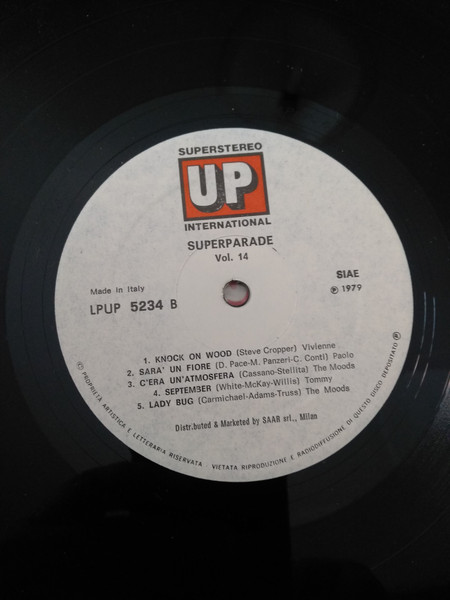 SUPERSTEREO
UP
INTERNATIONAL
SUPERPARADE
Vol. 14
Made in Italy
SIAE
LPUP 5234 B
℗ 1979
1. KNOCK ON WOOD (Steve Cropper) Vivienne
2. SARA' UN FIORE (D. Pace-M. Panzeri-C. Conti) Paolo
3. C'ERA UN'ATMOSFERA (Cassano-Stellita) The Moods
4. SEPTEMBER (White-McKay-Willis) Tommy
5. LADY BUG (Carmichael-Adams-Truss) The Moods
Distributed & Marketed by SAAR srl., Milan
© PROPRIETA ARTISTICA E LETTERARIA RISERVATA VIETATA RIPRODUZIONE E RADIODIFFUSIONE DI QUESTO DISCO DEPOSITATO